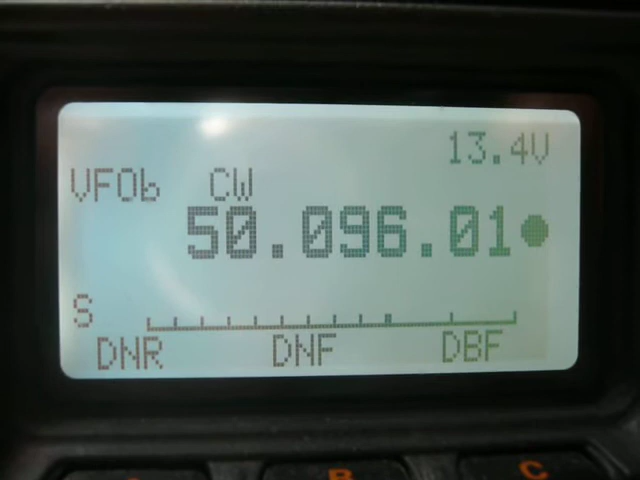 13.4V
VFOb CW
50.096.01
S
DNR DNF DBF
B C